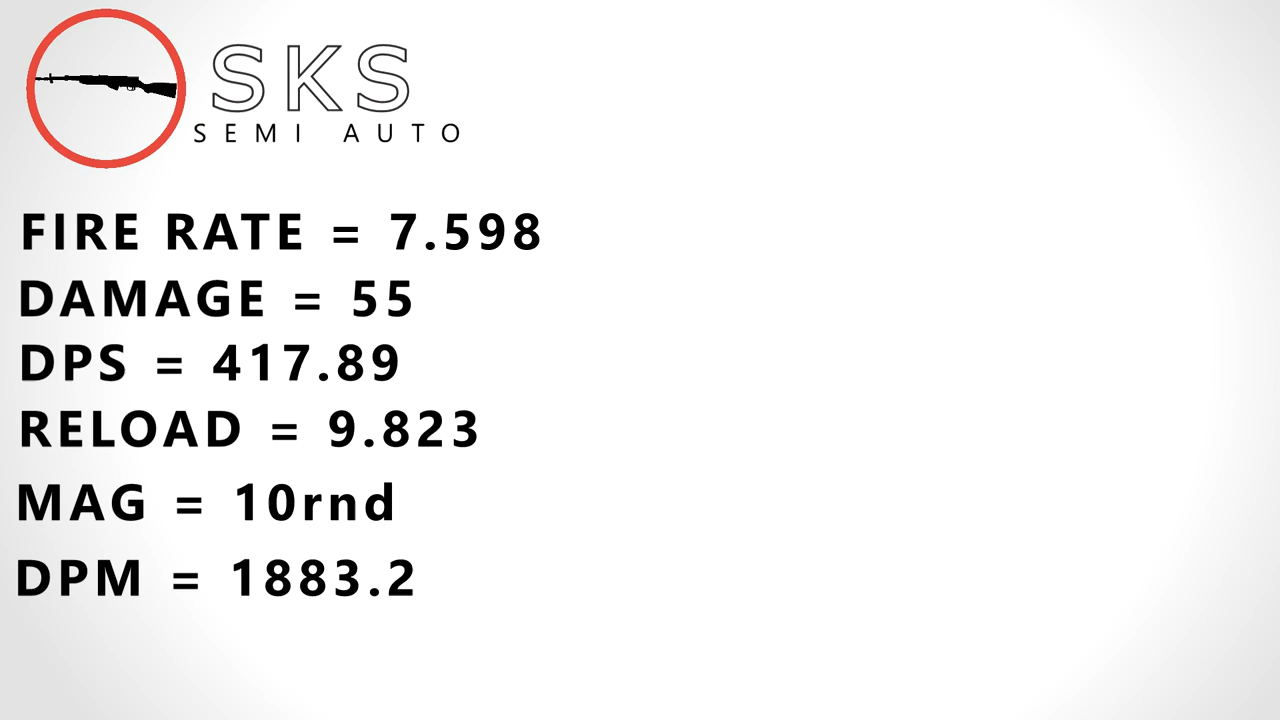 SKS
SEMI AUTO
FIRE RATE = 7.598
DAMAGE = 55
DPS = 417.89
RELOAD = 9.823
MAG = 10rnd
DPM = 1883.2